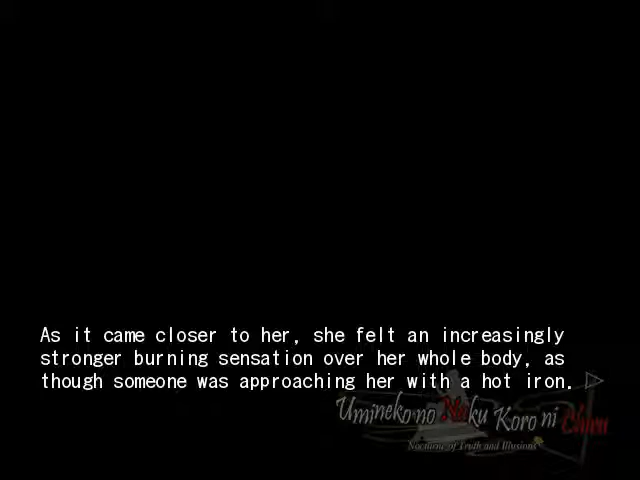 As it came closer to her, she felt an increasingly
stronger burning sensation over her whole body, as
though someone was approaching her with a hot iron.
Umineko no Naku Koro ni Chiru
Nocturne of Truth and Illusions